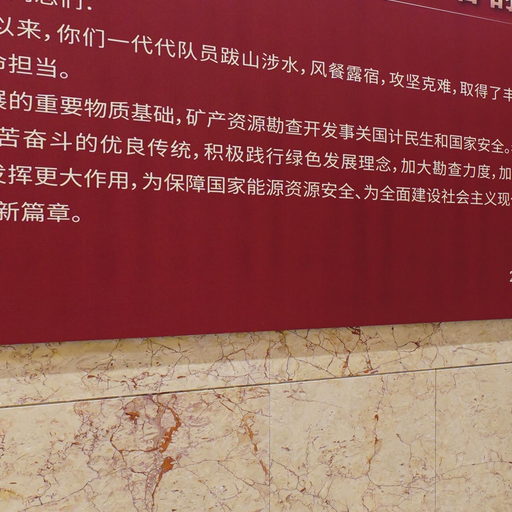 以来，你们一代代队员跋山涉水，风餐露宿，攻坚克难，取得了丰
担当。
展的重要物质基础，矿产资源勘查开发事关国计民生和国家安全。
苦奋斗的优良传统，积极践行绿色发展理念，加大勘查力度，加
发挥更大作用，为保障国家能源资源安全、为全面建设社会主义现
新篇章。